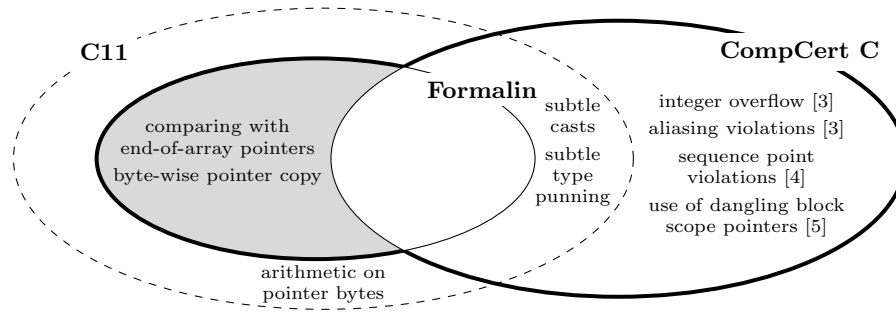 C11
CompCert C
Formalin
comparing with
end-of-array pointers
byte-wise pointer copy
subtle
casts
subtle
type
punning
integer overflow [3]
aliasing violations [3]
sequence point
violations [4]
use of dangling block
scope pointers [5]
arithmetic on
pointer bytes